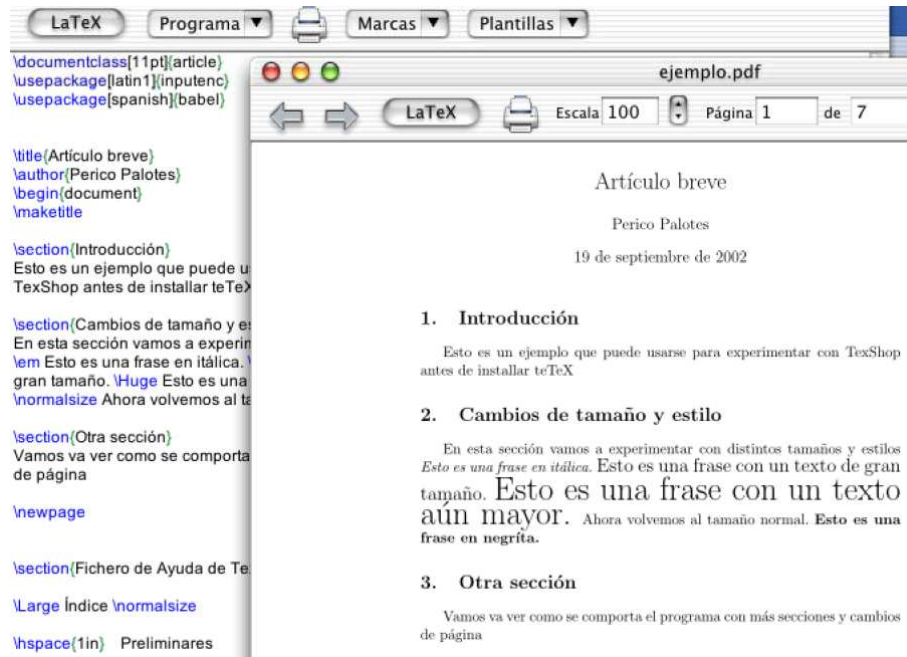 LaTeX Programa Marcas Plantillas
\documentclass[11pt]{article}
\usepackage[latin1]{inputenc}
\usepackage[spanish]{babel}
\title{Artículo breve}
\author{Perico Palotes}
\begin{document}
\maketitle
\section{Introducción}
Esto es un ejemplo que puede u
TexShop antes de installar teTeX
\section{Cambios de tamaño y es
En esta sección vamos a experin
\em Esto es una frase en itálica. \
gran tamaño. \Huge Esto es una
\normalsize Ahora volvemos al ta
\section{Otra sección}
Vamos va ver como se comporta
de página
\newpage
\section{Fichero de Ayuda de Te
\Large Índice \normalsize
\hspace{1in} Preliminares
ejemplo.pdf
LaTeX Escala 100 Página 1 de 7
Artículo breve
Perico Palotes
19 de septiembre de 2002
1. Introducción
Esto es un ejemplo que puede usarse para experimentar con TexShop
antes de installar teTeX
2. Cambios de tamaño y estilo
En esta sección vamos a experimentar con distintos tamaños y estilos
Esto es una frase en itálica. Esto es una frase con un texto de gran
tamaño. Esto es una frase con un texto
aún mayor. Ahora volvemos al tamaño normal. Esto es una
frase en negríta.
3. Otra sección
Vamos va ver como se comporta el programa con más secciones y cambios
de página